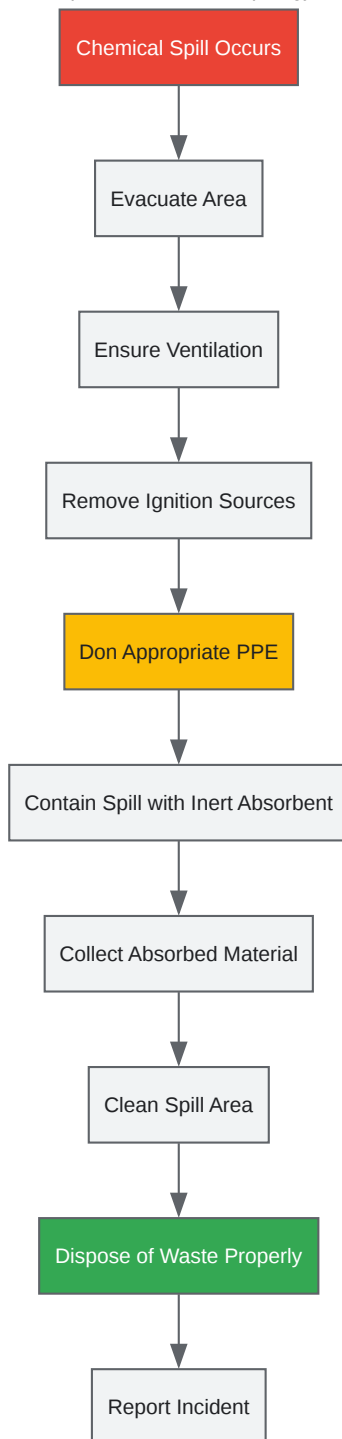 Chemical Spill Occurs
Evacuate Area
Ensure Ventilation
Remove Ignition Sources
Don Appropriate PPE
Contain Spill with Inert Absorbent
Collect Absorbed Material
Clean Spill Area
Dispose of Waste Properly
Report Incident